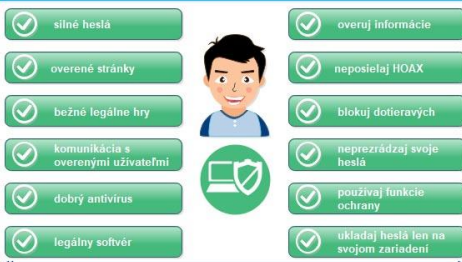 silné heslá
overené stránky
bežné legálne hry
komunikácia s
overenými užívateľmi
dobrý antivírus
legálny softvér
overuj informácie
neposielaj HOAX
blokuj dotieravých
neprezrádzaj svoje
heslá
používaj funkcie
ochrany
ukladaj heslá len na
svojom zariadení